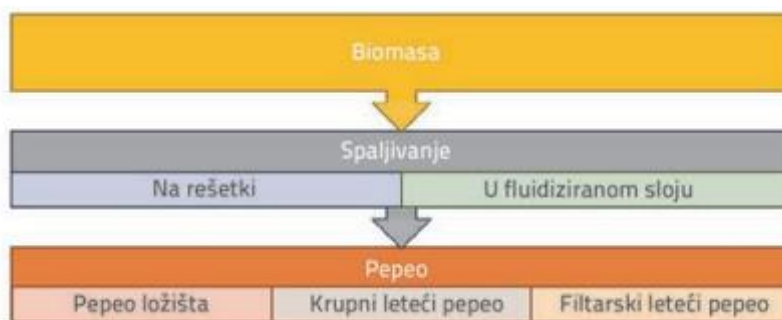 Biomasa
Spaljivanje
Na rešetki
U fluidiziranom sloju
Pepeo
Pepeo ložišta
Krupni leteći pepeo
Filtarski leteći pepeo